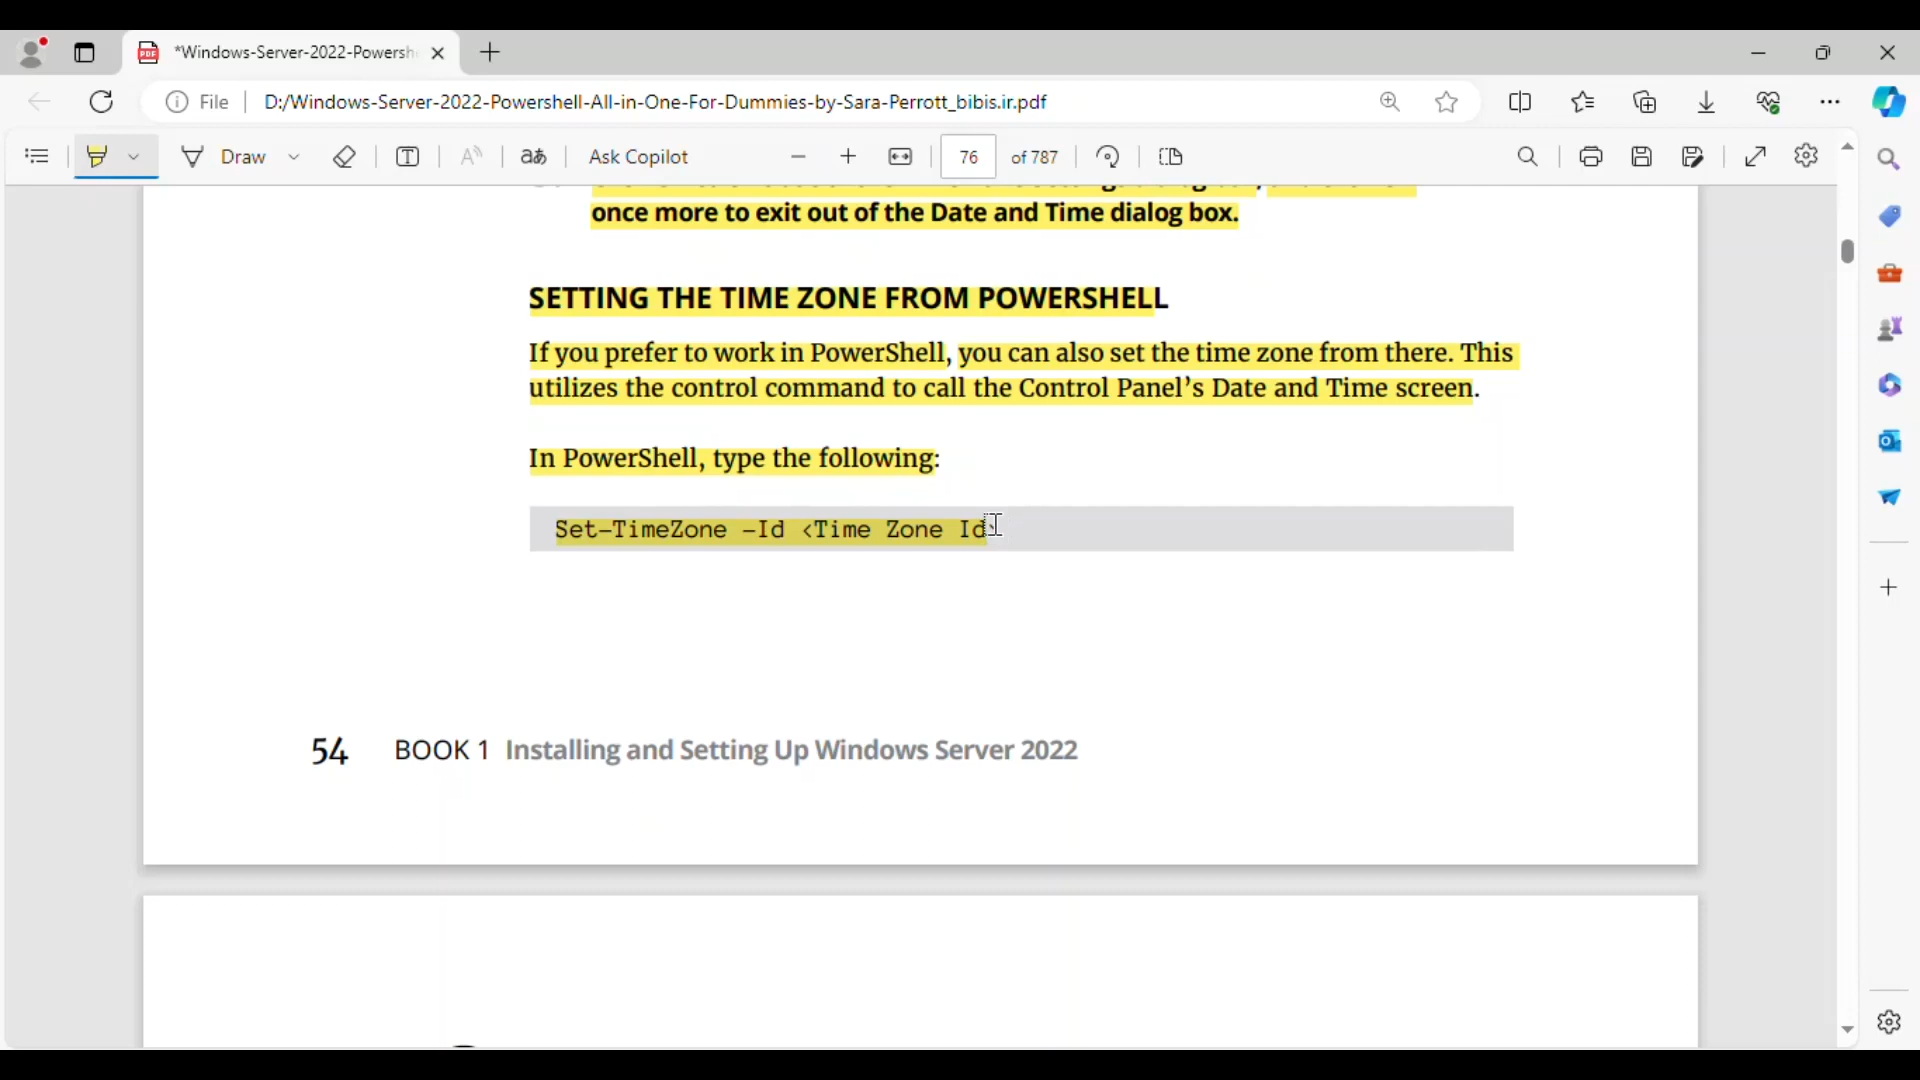 *Windows-Server-2022-Powersh
File
D:/Windows-Server-2022-Powershell-All-in-One-For-Dummies-by-Sara-Perrott_bibis.ir.pdf
Draw
Ask Copilot
76
of 787
once more to exit out of the Date and Time dialog box.
SETTING THE TIME ZONE FROM POWERSHELL
If you prefer to work in PowerShell, you can also set the time zone from there. This
utilizes the control command to call the Control Panel’s Date and Time screen.
In PowerShell, type the following:
Set–TimeZone –Id <Time Zone Id>
54 BOOK 1 Installing and Setting Up Windows Server 2022